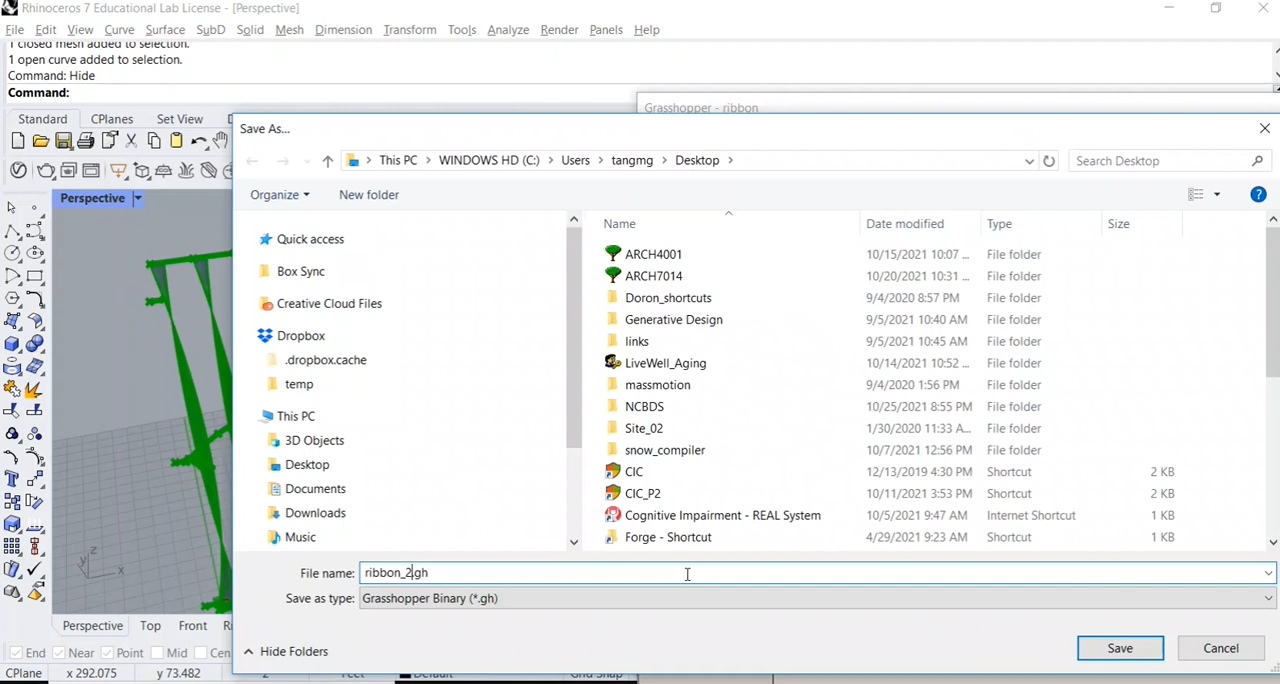 Rhinoceros 7 Educational Lab License - [Perspective]
File Edit View Curve Surface SubD Solid Mesh Dimension Transform Tools Analyze Render Panels Help
1 closed mesh added to selection.
1 open curve added to selection.
Command: Hide
Command:
Grasshopper - ribbon
Standard CPlanes Set View
Save As...
This PC > WINDOWS HD (C:) > Users > tangmg > Desktop >
Search Desktop
Organize New folder
Perspective
Name Date modified Type Size
Quick access
Box Sync
Creative Cloud Files
Dropbox
.dropbox.cache
temp
This PC
3D Objects
Desktop
Documents
Downloads
Music
ARCH4001 10/15/2021 10:07 ... File folder
ARCH7014 10/20/2021 10:31 ... File folder
Doron_shortcuts 9/4/2020 8:57 PM File folder
Generative Design 9/5/2021 10:40 AM File folder
links 9/5/2021 10:45 AM File folder
LiveWell_Aging 10/14/2021 10:52 ... File folder
massmotion 9/4/2020 1:56 PM File folder
NCBDS 10/25/2021 8:55 PM File folder
Site_02 1/30/2020 11:33 A... File folder
snow_compiler 10/7/2021 12:56 PM File folder
CIC 12/13/2019 4:30 PM Shortcut 2 KB
CIC_P2 10/11/2021 3:53 PM Shortcut 2 KB
Cognitive Impairment - REAL System 10/5/2021 9:47 AM Internet Shortcut 1 KB
Forge - Shortcut 4/29/2021 9:23 AM Shortcut 1 KB
z
y
x
File name: ribbon_2.gh
Save as type: Grasshopper Binary (*.gh)
Hide Folders
Save Cancel
Perspective Top Front
End Near Point Mid Cen
CPlane x 292.075 y 73.482